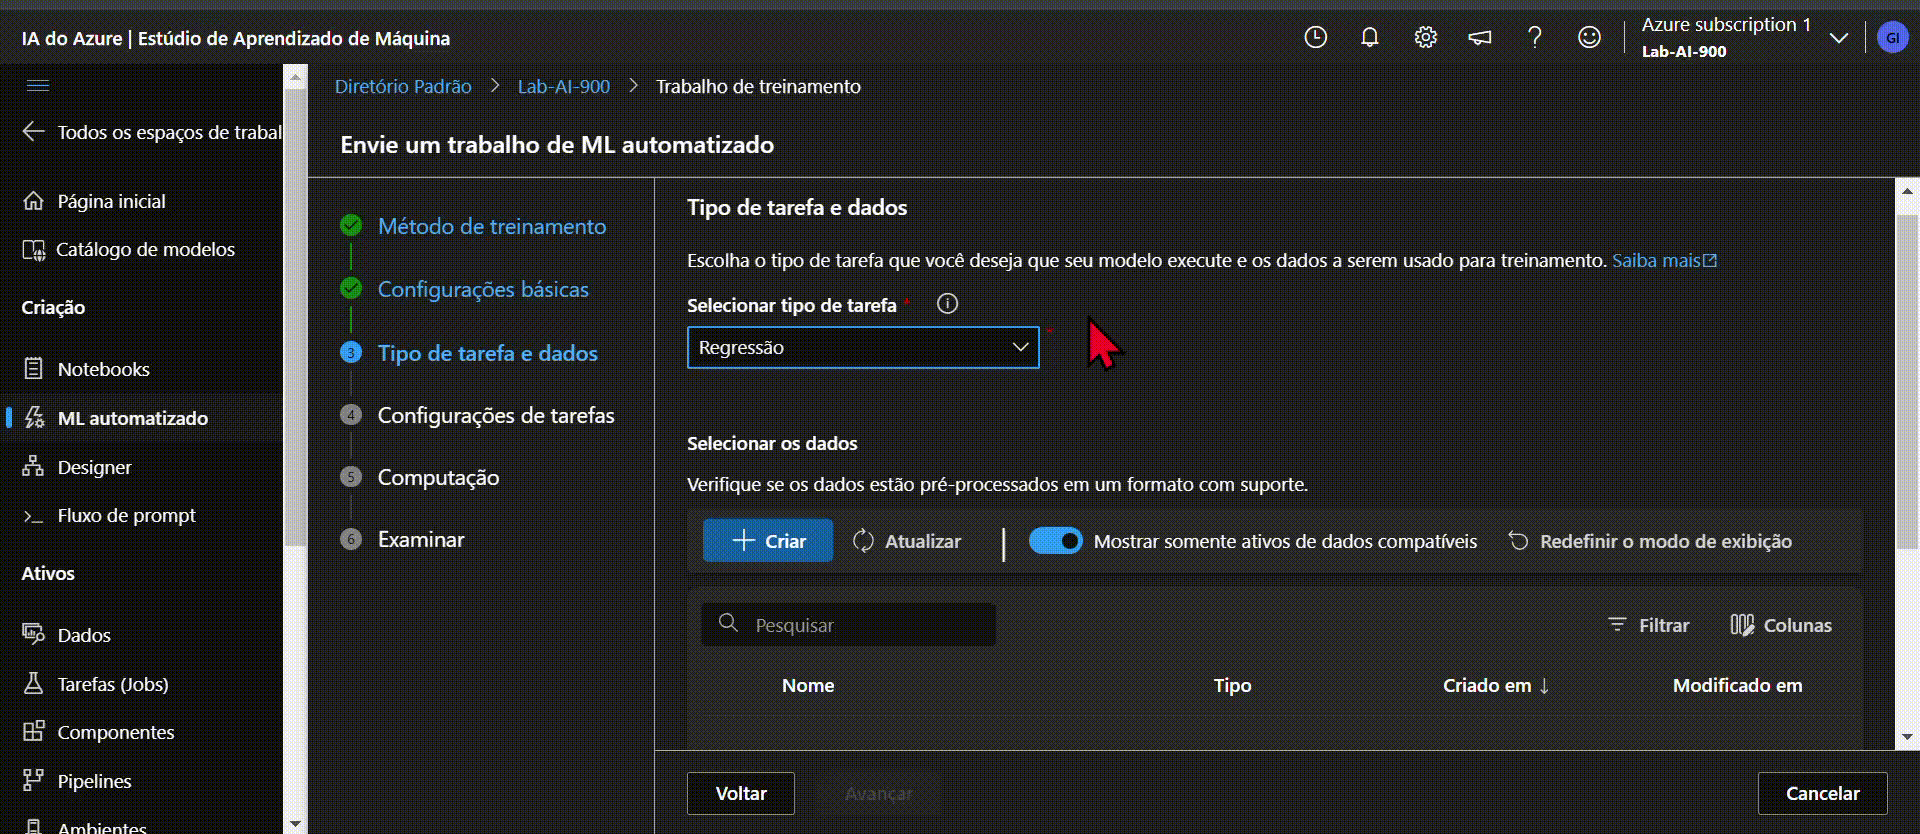 IA do Azure | Estúdio de Aprendizado de Máquina
Azure subscription 1
Lab-AI-900
GI
Todos os espaços de trabal
Página inicial
Catálogo de modelos
Criação
Notebooks
ML automatizado
Designer
Fluxo de prompt
Ativos
Dados
Tarefas (Jobs)
Componentes
Pipelines
Ambientes
Diretório Padrão > Lab-AI-900 > Trabalho de treinamento
Envie um trabalho de ML automatizado
Método de treinamento
Configurações básicas
3 Tipo de tarefa e dados
4 Configurações de tarefas
5 Computação
6 Examinar
Tipo de tarefa e dados
Escolha o tipo de tarefa que você deseja que seu modelo execute e os dados a serem usado para treinamento. Saiba mais
Selecionar tipo de tarefa *
Regressão *
Selecionar os dados
Verifique se os dados estão pré-processados em um formato com suporte.
+ Criar Atualizar | Mostrar somente ativos de dados compatíveis Redefinir o modo de exibição
Pesquisar Filtrar Colunas
Nome Tipo Criado em ↓ Modificado em
Voltar Avançar Cancelar